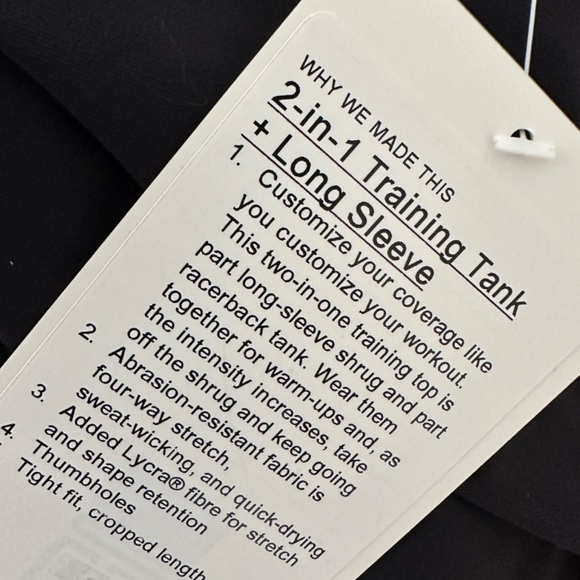 WHY WE MADE THIS
2-in-1 Training Tank
+ Long Sleeve
1. Customize your coverage like
you customize your workout.
This two-in-one training top is
part long-sleeve shrug and part
racerback tank. Wear them
together for warm-ups and, as
the intensity increases, take
off the shrug and keep going
2. Abrasion-resistant fabric is
four-way stretch,
sweat-wicking, and quick-drying
3. Added Lycra® fibre for stretch
and shape retention
4. Thumbholes
Tight fit, cropped length